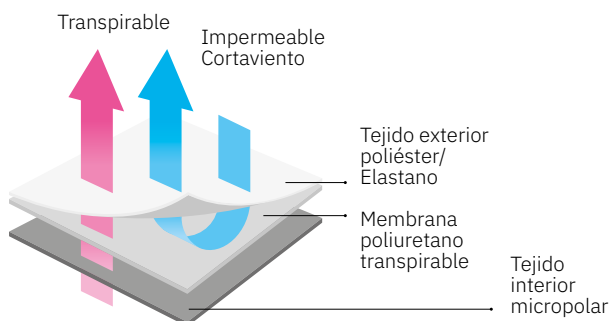 Transpirable
Impermeable
Cortaviento
Tejido exterior
poliéster/
Elastano
Membrana
poliuretano
transpirable
Tejido
interior
micropolar